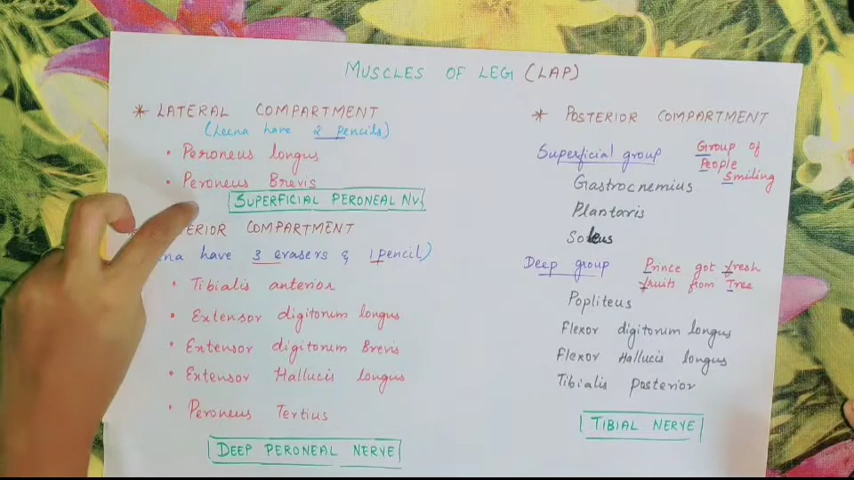 MUSCLES OF LEG (LAP)
* LATERAL COMPARTMENT
(Leena have 2 pencils)
• Peroneus longus
• Peroneus Brevis
SUPERFICIAL PERONEAL NV.
COMPARTMENT
have 3 erasers & 1 pencil)
• Tibialis anterior
• Extensor digitorum longus
• Extensor digitorum Brevis
• Extensor Hallucis longus
• Peroneus Tertius
DEEP PERONEAL NERVE
* POSTERIOR COMPARTMENT
Superficial group
Group of
People
Smiling
Gastrocnemius
Plantaris
Soleus
Deep group
Prince got fresh
fruits from Tree
Popliteus
Flexor digitorum longus
Flexor Hallucis longus
Tibialis posterior
TIBIAL NERVE